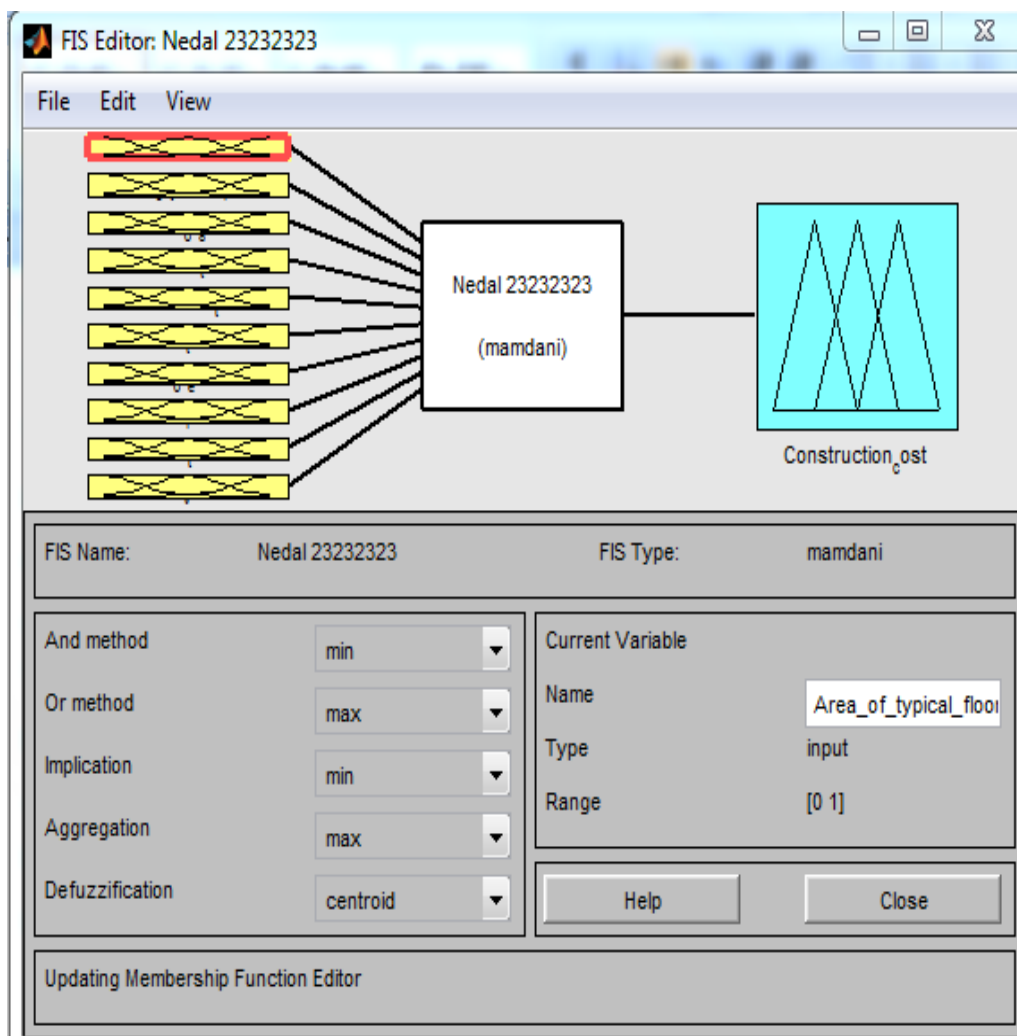 FIS Editor: Nedal 23232323
File Edit View
Nedal 23232323
(mamdani)
Construction_cost
FIS Name: Nedal 23232323 FIS Type: mamdani
And method min
Or method max
Implication min
Aggregation max
Defuzzification centroid
Current Variable
Name Area_of_typical_floor
Type input
Range [0 1]
Help Close
Updating Membership Function Editor